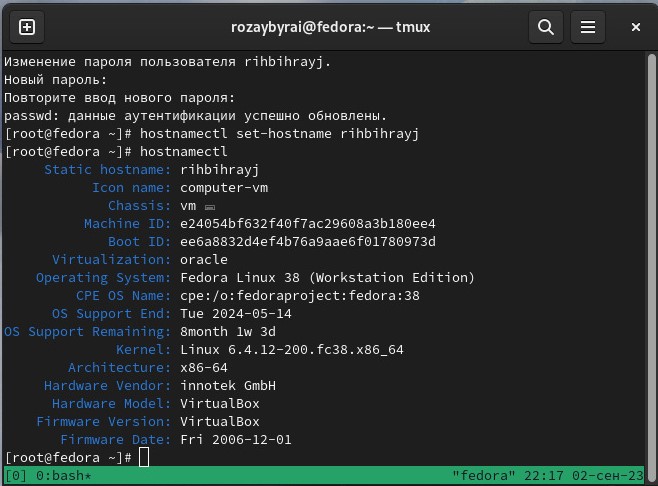 rozaybyrai@fedora:~ — tmux
Изменение пароля пользователя rihbihrayj.
Новый пароль:
Повторите ввод нового пароля:
passwd: данные аутентификации успешно обновлены.
[root@fedora ~]# hostnamectl set-hostname rihbihrayj
[root@fedora ~]# hostnamectl
Static hostname: rihbihrayj
Icon name: computer-vm
Chassis: vm 🖴
Machine ID: e24054bf632f40f7ac29608a3b180ee4
Boot ID: ee6a8832d4ef4b76a9aae6f01780973d
Virtualization: oracle
Operating System: Fedora Linux 38 (Workstation Edition)
CPE OS Name: cpe:/o:fedoraproject:fedora:38
OS Support End: Tue 2024-05-14
OS Support Remaining: 8month 1w 3d
Kernel: Linux 6.4.12-200.fc38.x86_64
Architecture: x86-64
Hardware Vendor: innotek GmbH
Hardware Model: VirtualBox
Firmware Version: VirtualBox
Firmware Date: Fri 2006-12-01
[root@fedora ~]#
[0] 0:bash* "fedora" 22:17 02-сен-23